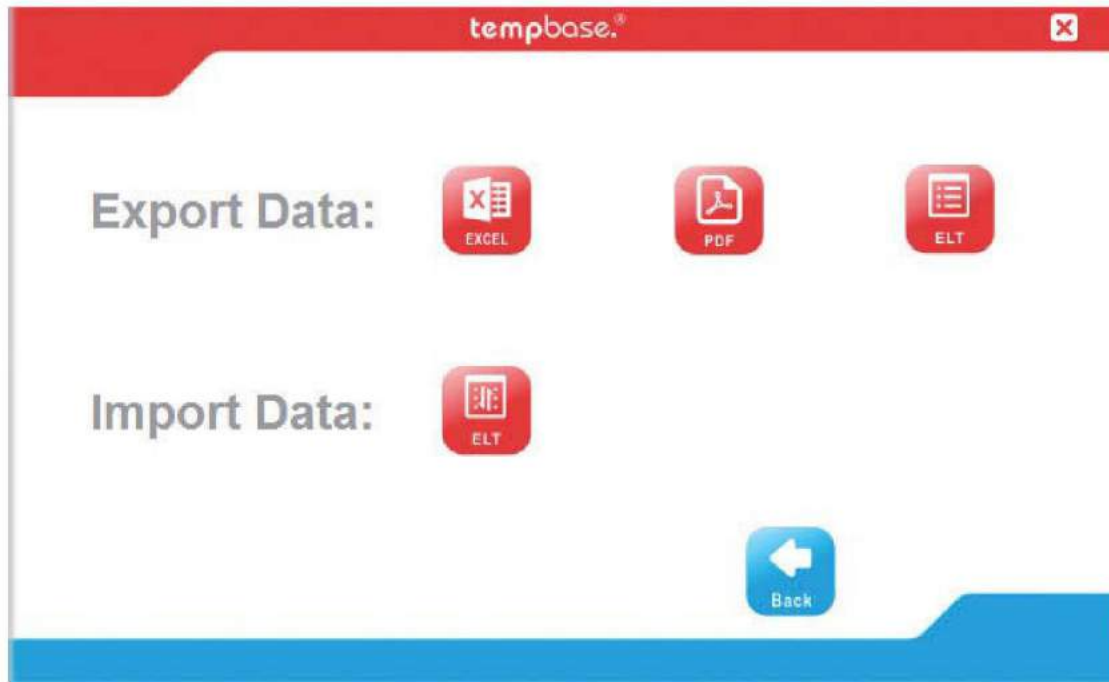 tempbase.®
Export Data:
EXCEL
PDF
ELT
Import Data:
ELT
Back